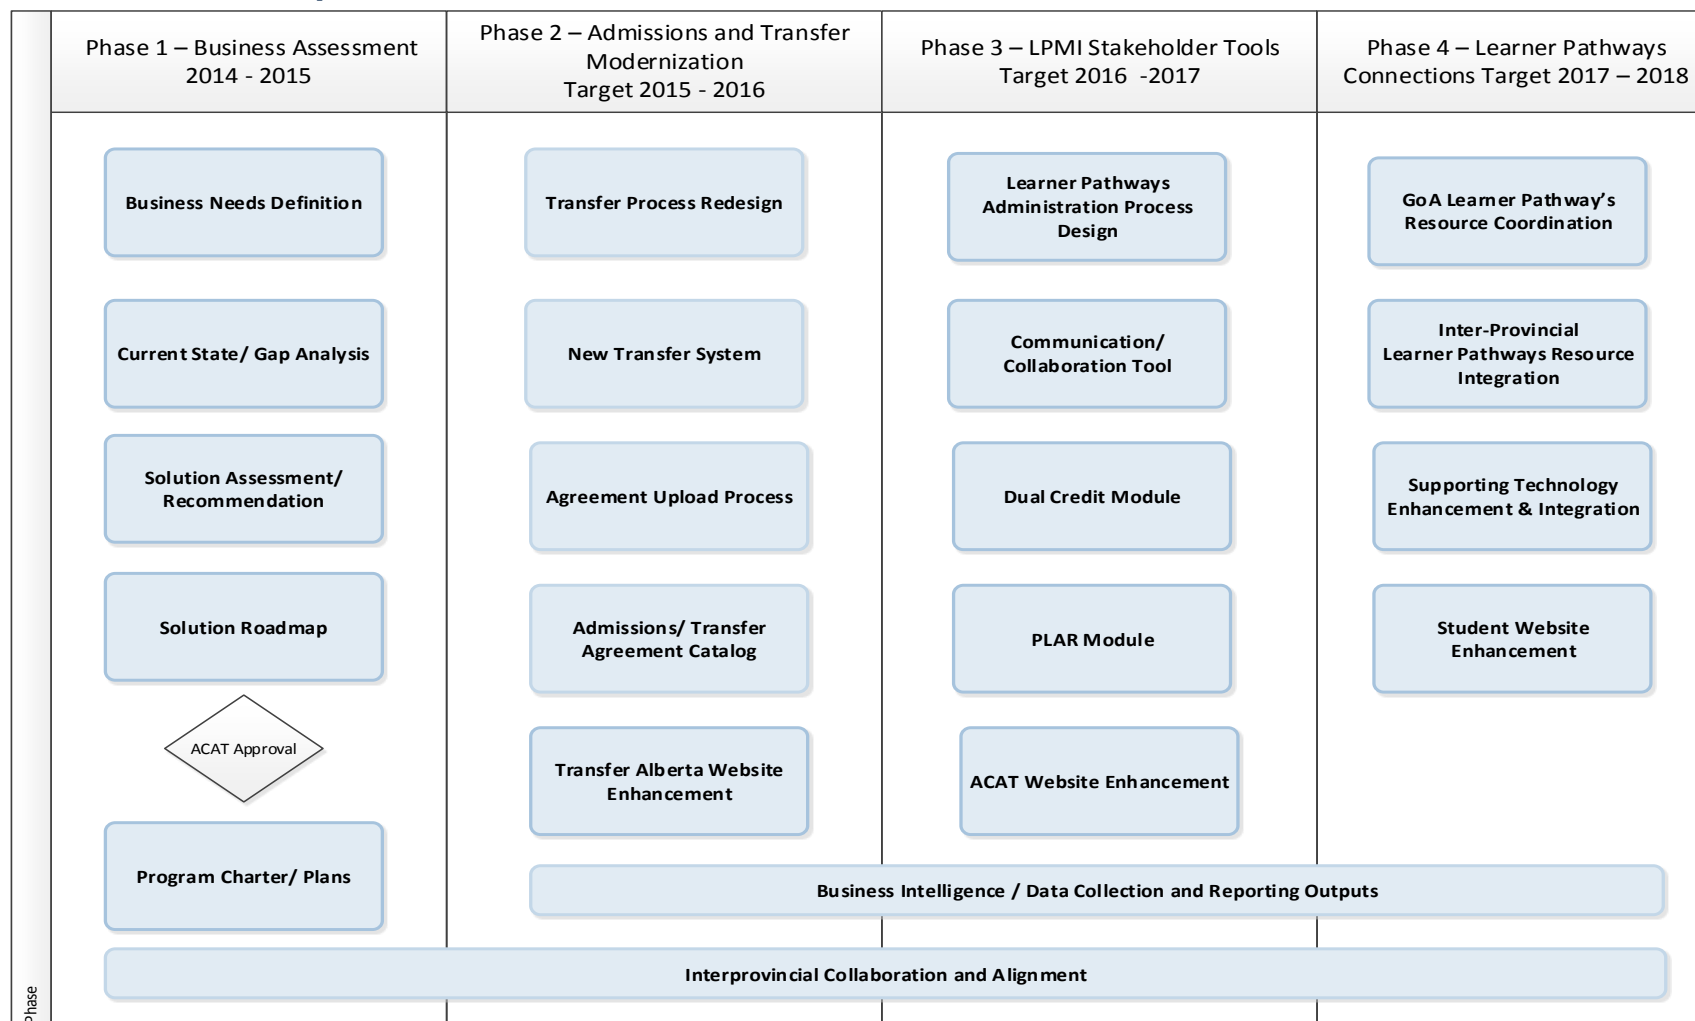 Phase 1 – Business Assessment
2014 - 2015
Phase 2 – Admissions and Transfer
Modernization
Target 2015 - 2016
Phase 3 – LPMI Stakeholder Tools
Target 2016 -2017
Phase 4 – Learner Pathways
Connections Target 2017 – 2018
Business Needs Definition
Current State/ Gap Analysis
Solution Assessment/
Recommendation
Solution Roadmap
ACAT Approval
Program Charter/ Plans
Transfer Process Redesign
New Transfer System
Agreement Upload Process
Admissions/ Transfer
Agreement Catalog
Transfer Alberta Website
Enhancement
Learner Pathways
Administration Process
Design
Communication/
Collaboration Tool
Dual Credit Module
PLAR Module
ACAT Website Enhancement
GoA Learner Pathway’s
Resource Coordination
Inter-Provincial
Learner Pathways Resource
Integration
Supporting Technology
Enhancement & Integration
Student Website
Enhancement
Business Intelligence / Data Collection and Reporting Outputs
Interprovincial Collaboration and Alignment
Phase